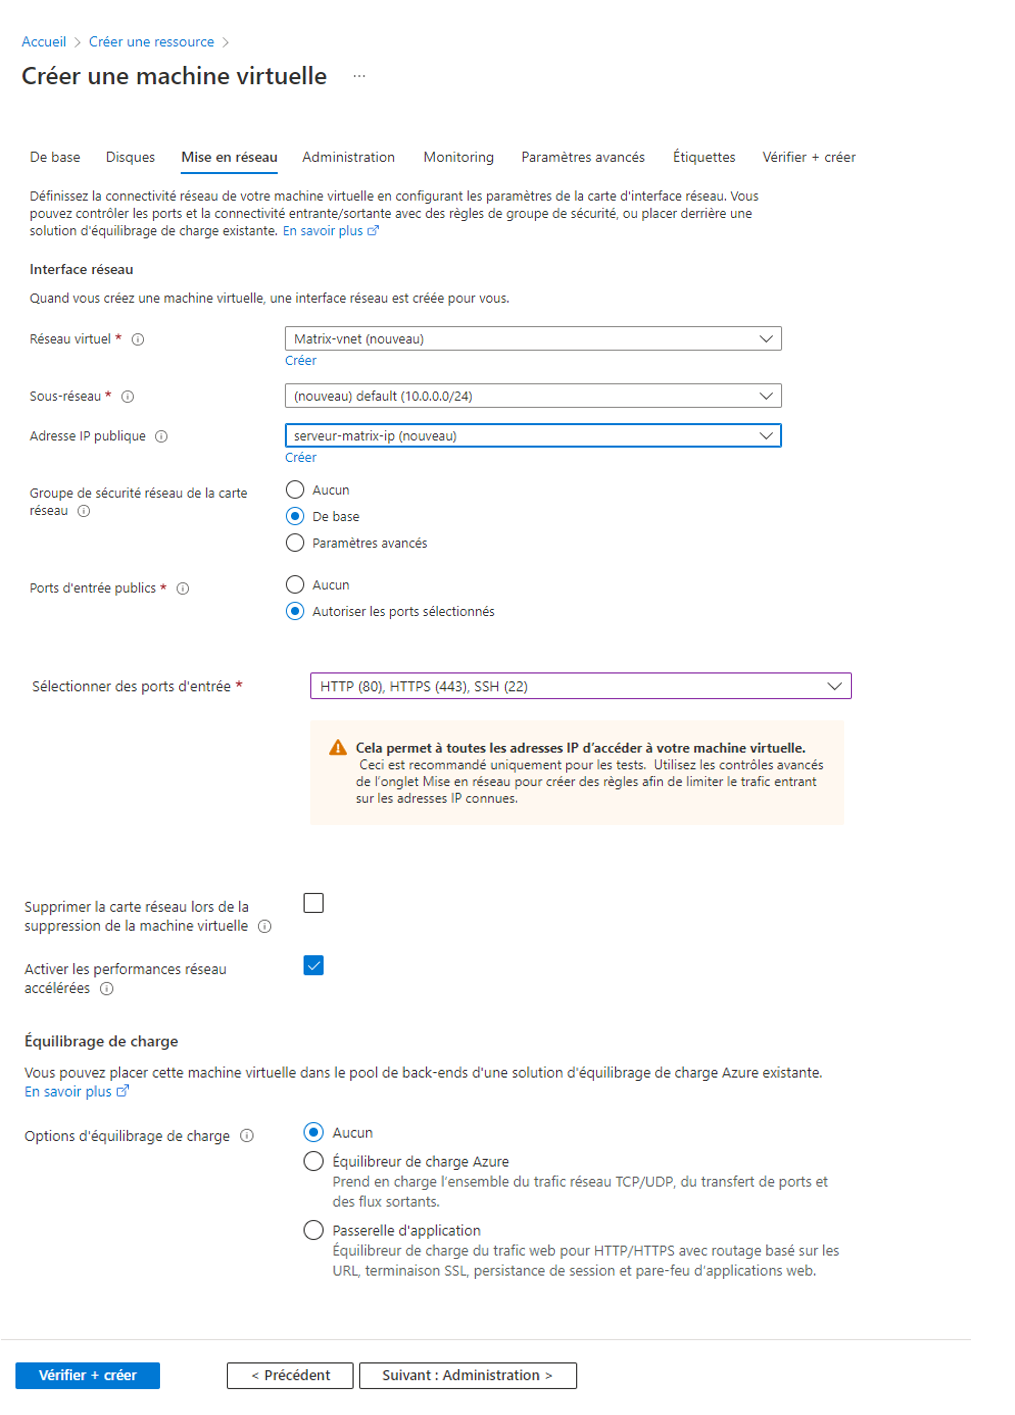 Accueil > Créer une ressource >
Créer une machine virtuelle ...
De base Disques Mise en réseau Administration Monitoring Paramètres avancés Étiquettes Vérifier + créer
Définissez la connectivité réseau de votre machine virtuelle en configurant les paramètres de la carte d'interface réseau. Vous
pouvez contrôler les ports et la connectivité entrante/sortante avec des règles de groupe de sécurité, ou placer derrière une
solution d'équilibrage de charge existante. En savoir plus
Interface réseau
Quand vous créez une machine virtuelle, une interface réseau est créée pour vous.
Réseau virtuel * Matrix-vnet (nouveau)
Créer
Sous-réseau * (nouveau) default (10.0.0.0/24)
Adresse IP publique serveur-matrix-ip (nouveau)
Créer
Groupe de sécurité réseau de la carte
réseau
Aucun
De base
Paramètres avancés
Ports d'entrée publics *
Aucun
Autoriser les ports sélectionnés
Sélectionner des ports d'entrée * HTTP (80), HTTPS (443), SSH (22)
Cela permet à toutes les adresses IP d’accéder à votre machine virtuelle.
Ceci est recommandé uniquement pour les tests. Utilisez les contrôles avancés
de l’onglet Mise en réseau pour créer des règles afin de limiter le trafic entrant
sur les adresses IP connues.
Supprimer la carte réseau lors de la
suppression de la machine virtuelle
Activer les performances réseau
accélérées
Équilibrage de charge
Vous pouvez placer cette machine virtuelle dans le pool de back-ends d'une solution d'équilibrage de charge Azure existante.
En savoir plus
Options d'équilibrage de charge
Aucun
Équilibreur de charge Azure
Prend en charge l’ensemble du trafic réseau TCP/UDP, du transfert de ports et
des flux sortants.
Passerelle d'application
Équilibreur de charge du trafic web pour HTTP/HTTPS avec routage basé sur les
URL, terminaison SSL, persistance de session et pare-feu d’applications web.
Vérifier + créer < Précédent Suivant : Administration >